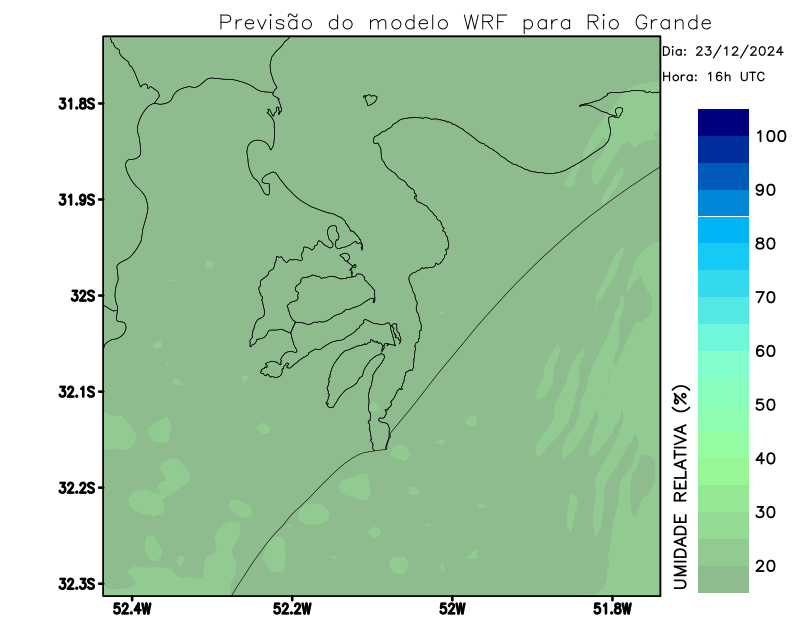 Previsão do modelo WRF para Rio Grande
Dia: 23/12/2024
Hora: 16h UTC
31.8S
31.9S
32S
32.1S
32.2S
32.3S
52.4W
52.2W
52W
51.8W
100
90
80
70
60
50
40
30
20
UMIDADE RELATIVA (%)